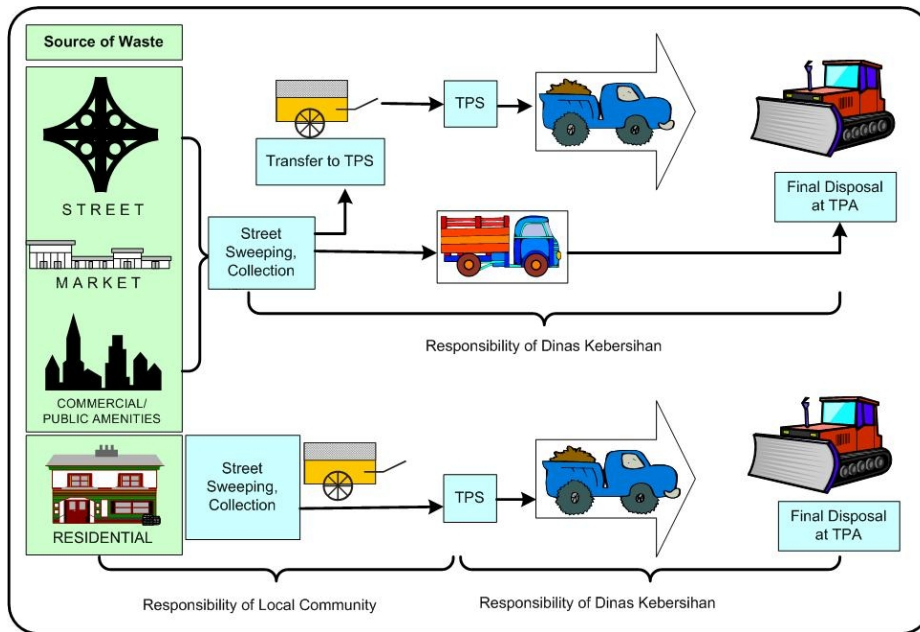 Source of Waste
STREET
MARKET
COMMERCIAL/
PUBLIC AMENITIES
RESIDENTIAL
Transfer to TPS
TPS
Street
Sweeping,
Collection
Final Disposal
at TPA
Responsibility of Dinas Kebersihan
Street
Sweeping,
Collection
TPS
Final Disposal
at TPA
Responsibility of Local Community
Responsibility of Dinas Kebersihan